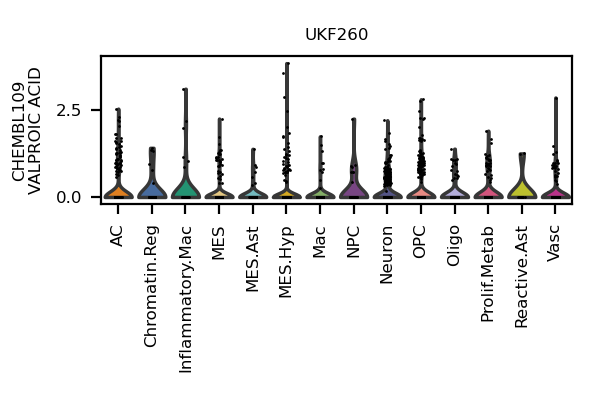 UKF260
CHEMBL109
VALPROIC ACID
2.5
0.0
AC
Chromatin.Reg
Inflammatory.Mac
MES
MES.Ast
MES.Hyp
Mac
NPC
Neuron
OPC
Oligo
Prolif.Metab
Reactive.Ast
Vasc